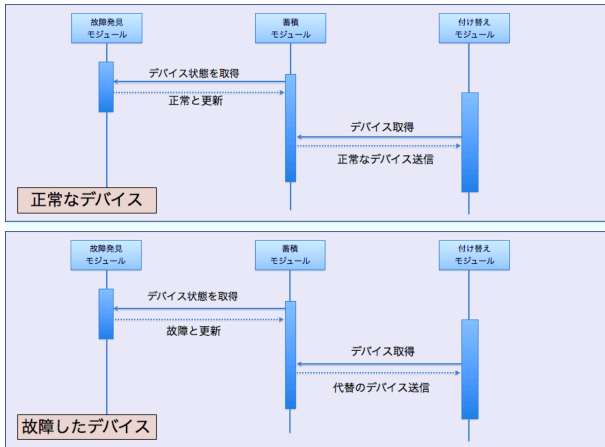 故障発見
モジュール
蓄積
モジュール
付け替え
モジュール
デバイス状態を取得
正常と更新
デバイス取得
正常なデバイス送信
正常なデバイス
故障発見
モジュール
蓄積
モジュール
付け替え
モジュール
デバイス状態を取得
故障と更新
デバイス取得
代替のデバイス送信
故障したデバイス